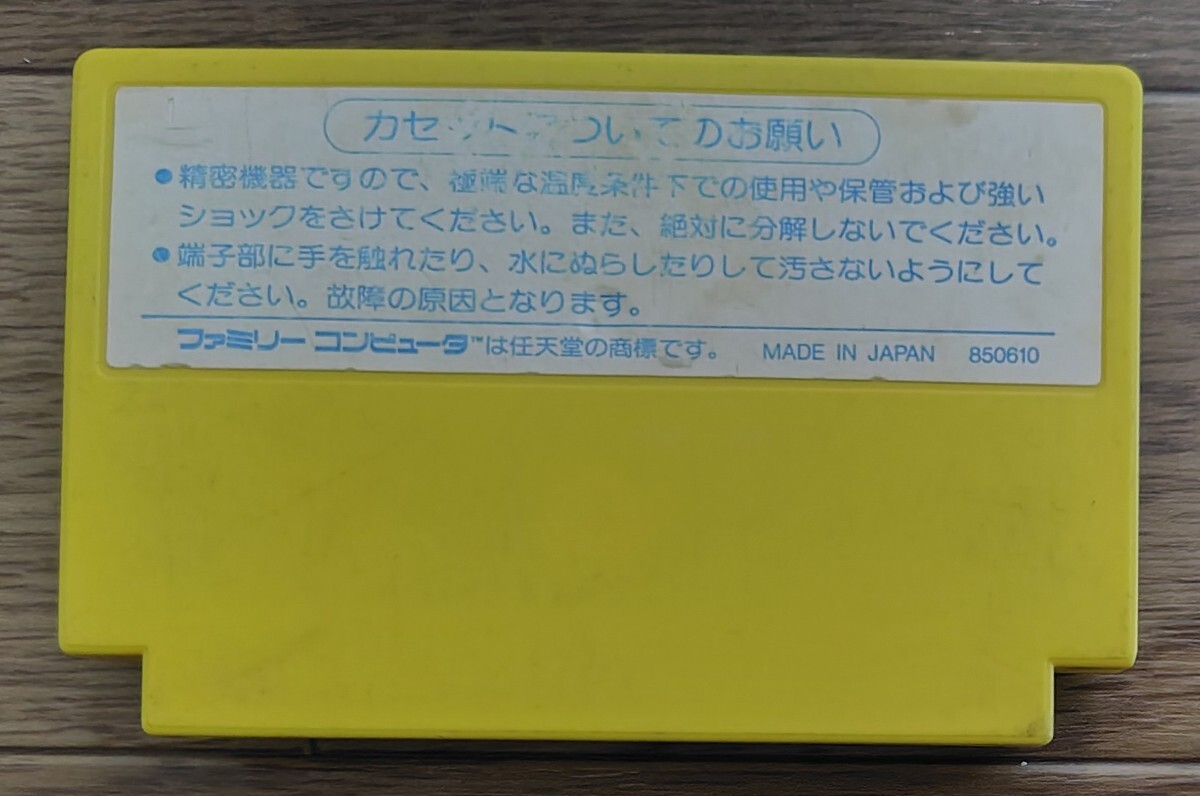 カセットについてのお願い
●精密機器ですので、極端な温度条件下での使用や保管および強い
ショックをさけてください。また、絶対に分解しないでください。
●端子部に手を触れたり、水にぬらしたりして汚さないようにして
ください。故障の原因となります。
ファミリーコンピュータ™は任天堂の商標です。 MADE IN JAPAN 850610